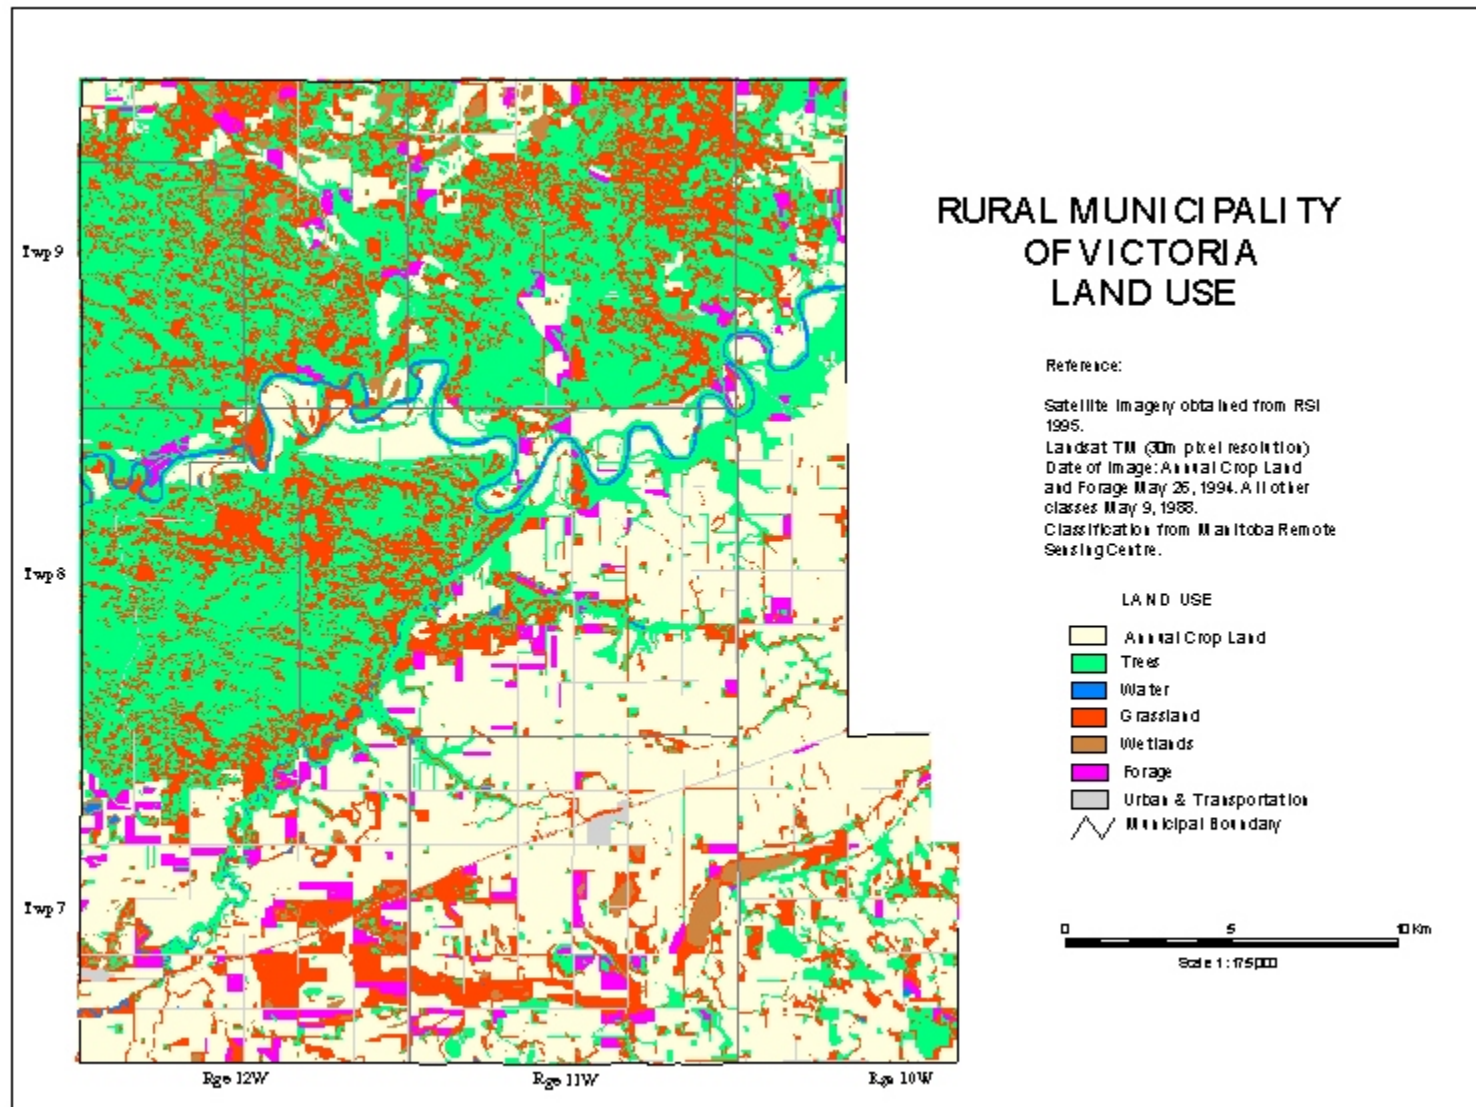 RURAL MUNICIPALITY
OF VICTORIA
LAND USE
Reference:
Satellite Imagery obtained from RSI
1995.
Landsat TM (30m pixel resolution)
Date of Image: Annual Crop Land
and Forage May 26, 1994. All other
classes May 9, 1988.
Classification from Manitoba Remote
Sensing Centre.
LAND USE
Annual Crop Land
Trees
Water
Grassland
Wetlands
Forage
Urban & Transportation
Municipal Boundary
0 5 10 Km
Scale 1:175,000
Twp 9
Twp 8
Twp 7
Rge 12W Rge 11W Rge 10W